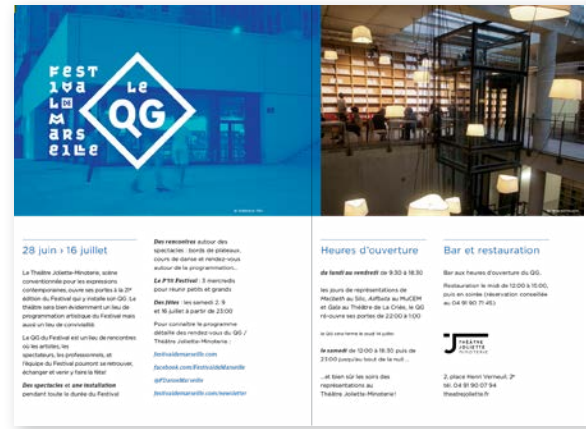 FesT
iva
L DE
Mars
eille
Le
QG
28 juin › 16 juillet
Le Théâtre Joliette-Minoterie, scène
conventionnée pour les expressions
contemporaines, ouvre ses portes à la 21e
édition du Festival qui y installe son QG. Le
théâtre sera bien évidemment un lieu de
programmation artistique du Festival mais
aussi un lieu de convivialité.
Le QG du Festival est un lieu de rencontres
où les artistes, les
spectateurs, les professionnels, et
l'équipe du Festival pourront se retrouver,
échanger et venir y faire la fête!
Des spectacles et une installation
pendant toute la durée du Festival
Des rencontres autour des
spectacles : bords de plateaux,
cours de danse et rendez-vous
autour de la programmation...
Le P'tit Festival : 3 mercredis
pour réunir petits et grands
Des fêtes : les samedi 2, 9
et 16 juillet à partir de 23:00
Pour connaître le programme
détaillé des rendez-vous du QG /
Théâtre Joliette-Minoterie :
festivaldemarseille.com
facebook.com/FestivaldeMarseille
@FDanseMarseille
festivaldemarseille.com/newsletter
Heures d'ouverture
du lundi au vendredi de 9:30 à 18:30
les jours de représentations de
Macbeth au Silo, AidBata au MuCEM
et Gala au Théâtre de La Criée, le QG
ré-ouvre ses portes de 22:00 à 1:00
le QG sera fermé le jeudi 14 juillet
le samedi de 12:00 à 18:30 puis de
23:00 jusqu'au bout de la nuit ...
...et bien sûr les soirs des
représentations au
Théâtre Joliette-Minoterie!
Bar et restauration
Bar aux heures d'ouverture du QG.
Restauration le midi de 12:00 à 15:00,
puis en soirée (réservation conseillée
au 04 91 90 71 45)
THÉÂTRE
JOLIETTE
MINOTERIE
2, place Henri Verneuil, 2e
tél: 04 91 90 07 94
theatrejoliette.fr